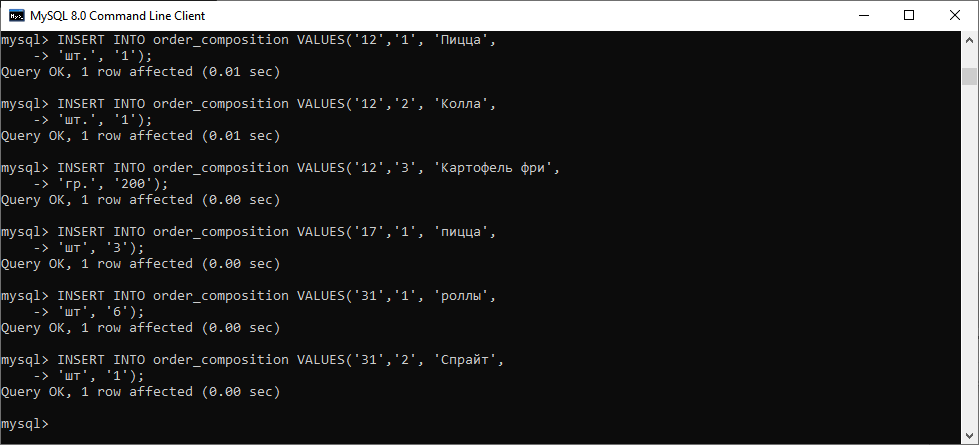 MySQL 8.0 Command Line Client
mysql> INSERT INTO order_composition VALUES('12','1', 'Пицца',
    -> 'шт.', '1');
Query OK, 1 row affected (0.01 sec)
mysql> INSERT INTO order_composition VALUES('12','2', 'Колла',
    -> 'шт.', '1');
Query OK, 1 row affected (0.01 sec)
mysql> INSERT INTO order_composition VALUES('12','3', 'Картофель фри',
    -> 'гр.', '200');
Query OK, 1 row affected (0.00 sec)
mysql> INSERT INTO order_composition VALUES('17','1', 'пицца',
    -> 'шт', '3');
Query OK, 1 row affected (0.00 sec)
mysql> INSERT INTO order_composition VALUES('31','1', 'роллы',
    -> 'шт', '6');
Query OK, 1 row affected (0.00 sec)
mysql> INSERT INTO order_composition VALUES('31','2', 'Спрайт',
    -> 'шт', '1');
Query OK, 1 row affected (0.00 sec)
mysql>